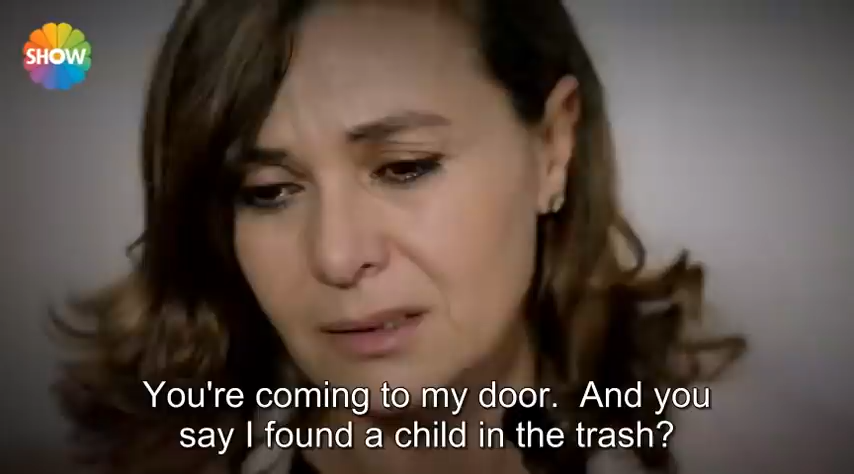 SHOW
You're coming to my door.  And you
say I found a child in the trash?